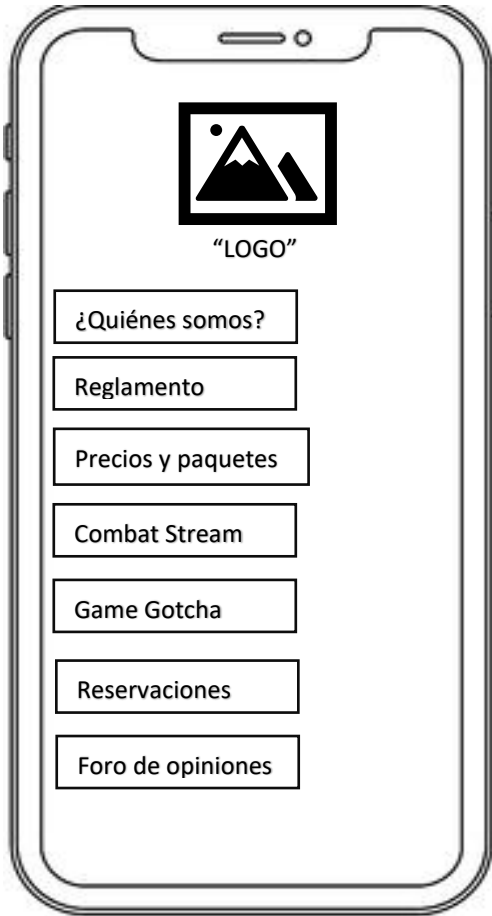 “LOGO”
¿Quiénes somos?
Reglamento
Precios y paquetes
Combat Stream
Game Gotcha
Reservaciones
Foro de opiniones